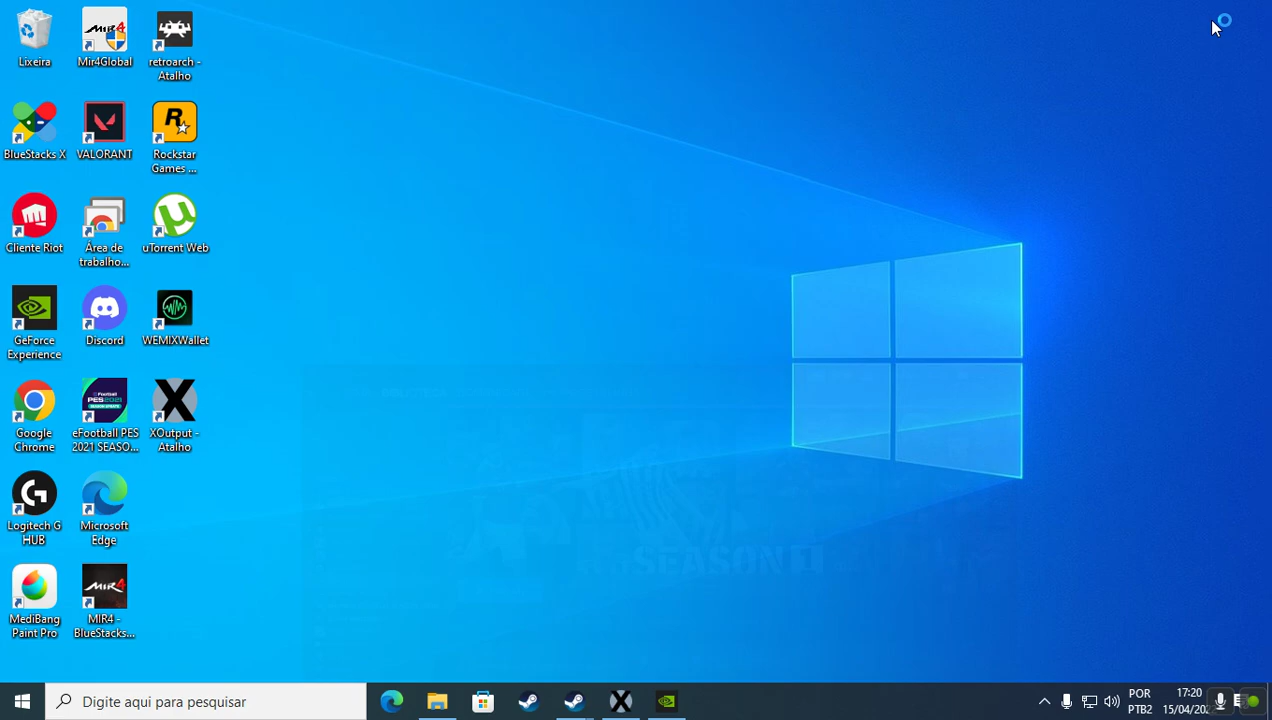 Lixeira
Mir4Global
retroarch -
Atalho
BlueStacks X
VALORANT
Rockstar
Games ...
Cliente Riot
Área de
trabalho...
uTorrent Web
GeForce
Experience
Discord
WEMIXWallet
Google
Chrome
eFootball PES
2021 SEASO...
XOutput -
Atalho
Logitech G
HUB
Microsoft
Edge
MediBang
Paint Pro
MIR4 -
BlueStacks...
SEASON 1
Digite aqui para pesquisar
POR
PTB2
17:20
15/04/20